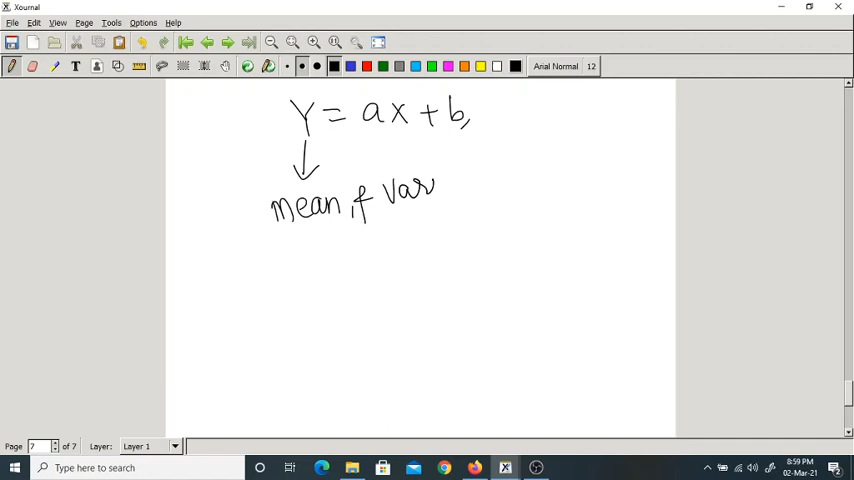 Xournal
File Edit View Page Tools Options Help
T Arial Normal 12
Y = ax + b,
mean, & var
Page 7 of 7 Layer: Layer 1
Type here to search
8:59 PM
02-Mar-21
2